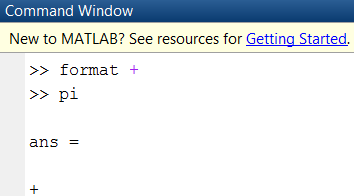 Command Window
New to MATLAB? See resources for Getting Started.
>> format +
>> pi
ans =
+